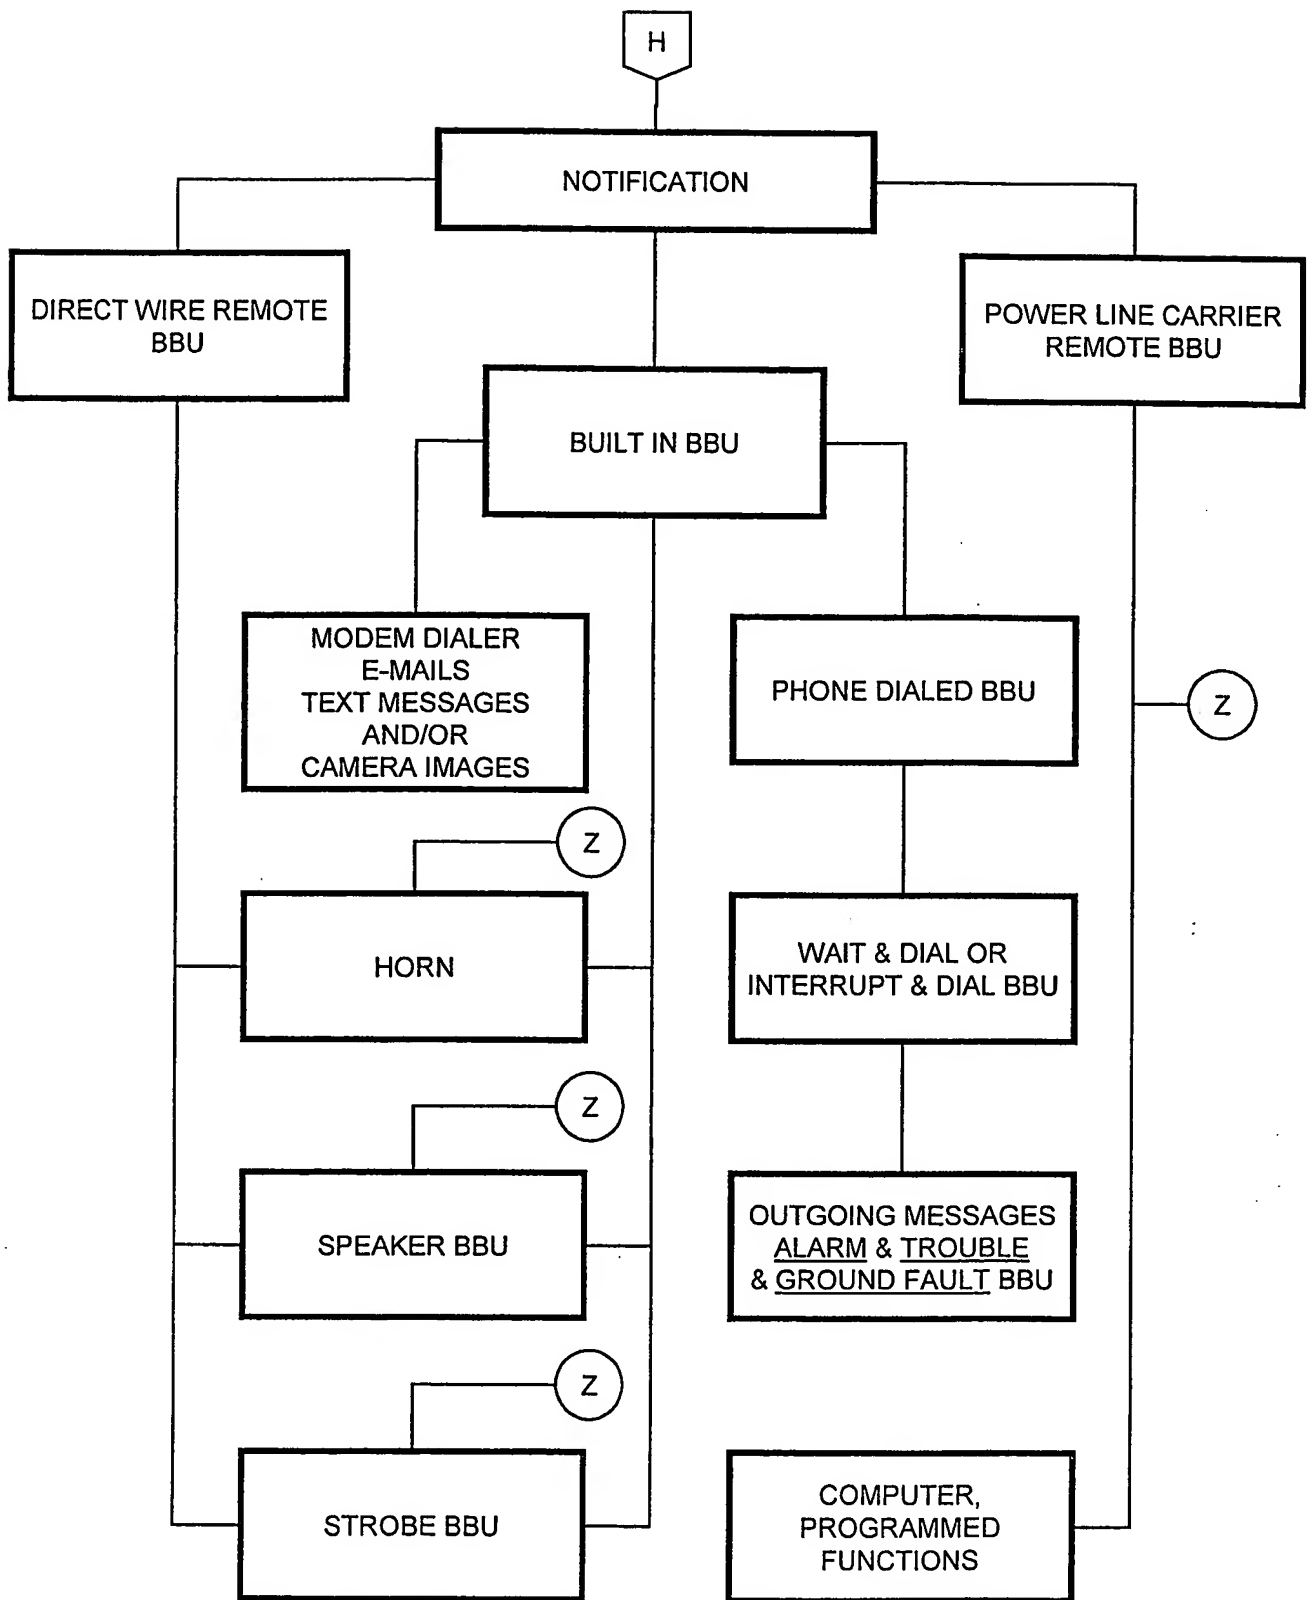 H
NOTIFICATION
DIRECT WIRE REMOTE
BBU
POWER LINE CARRIER
REMOTE BBU
BUILT IN BBU
MODEM DIALER
E-MAILS
TEXT MESSAGES
AND/OR
CAMERA IMAGES
PHONE DIALED BBU
Z
Z
HORN
WAIT & DIAL OR
INTERRUPT & DIAL BBU
Z
SPEAKER BBU
OUTGOING MESSAGES
ALARM & TROUBLE
& GROUND FAULT BBU
Z
STROBE BBU
COMPUTER,
PROGRAMMED
FUNCTIONS